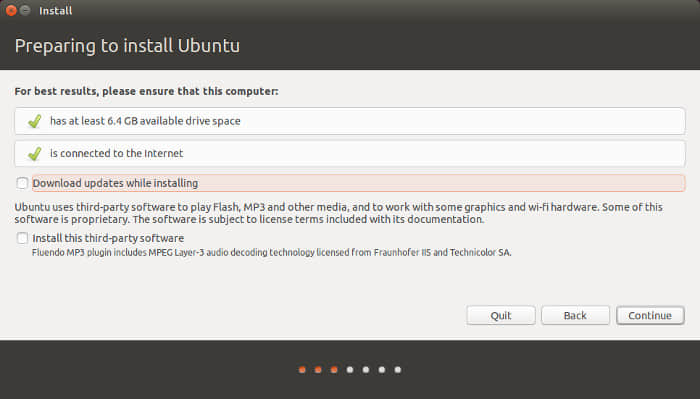 Install
Preparing to install Ubuntu
For best results, please ensure that this computer:
has at least 6.4 GB available drive space
is connected to the Internet
Download updates while installing
Ubuntu uses third-party software to play Flash, MP3 and other media, and to work with some graphics and wi-fi hardware. Some of this
software is proprietary. The software is subject to license terms included with its documentation.
Install this third-party software
Fluendo MP3 plugin includes MPEG Layer-3 audio decoding technology licensed from Fraunhofer IIS and Technicolor SA.
Quit
Back
Continue